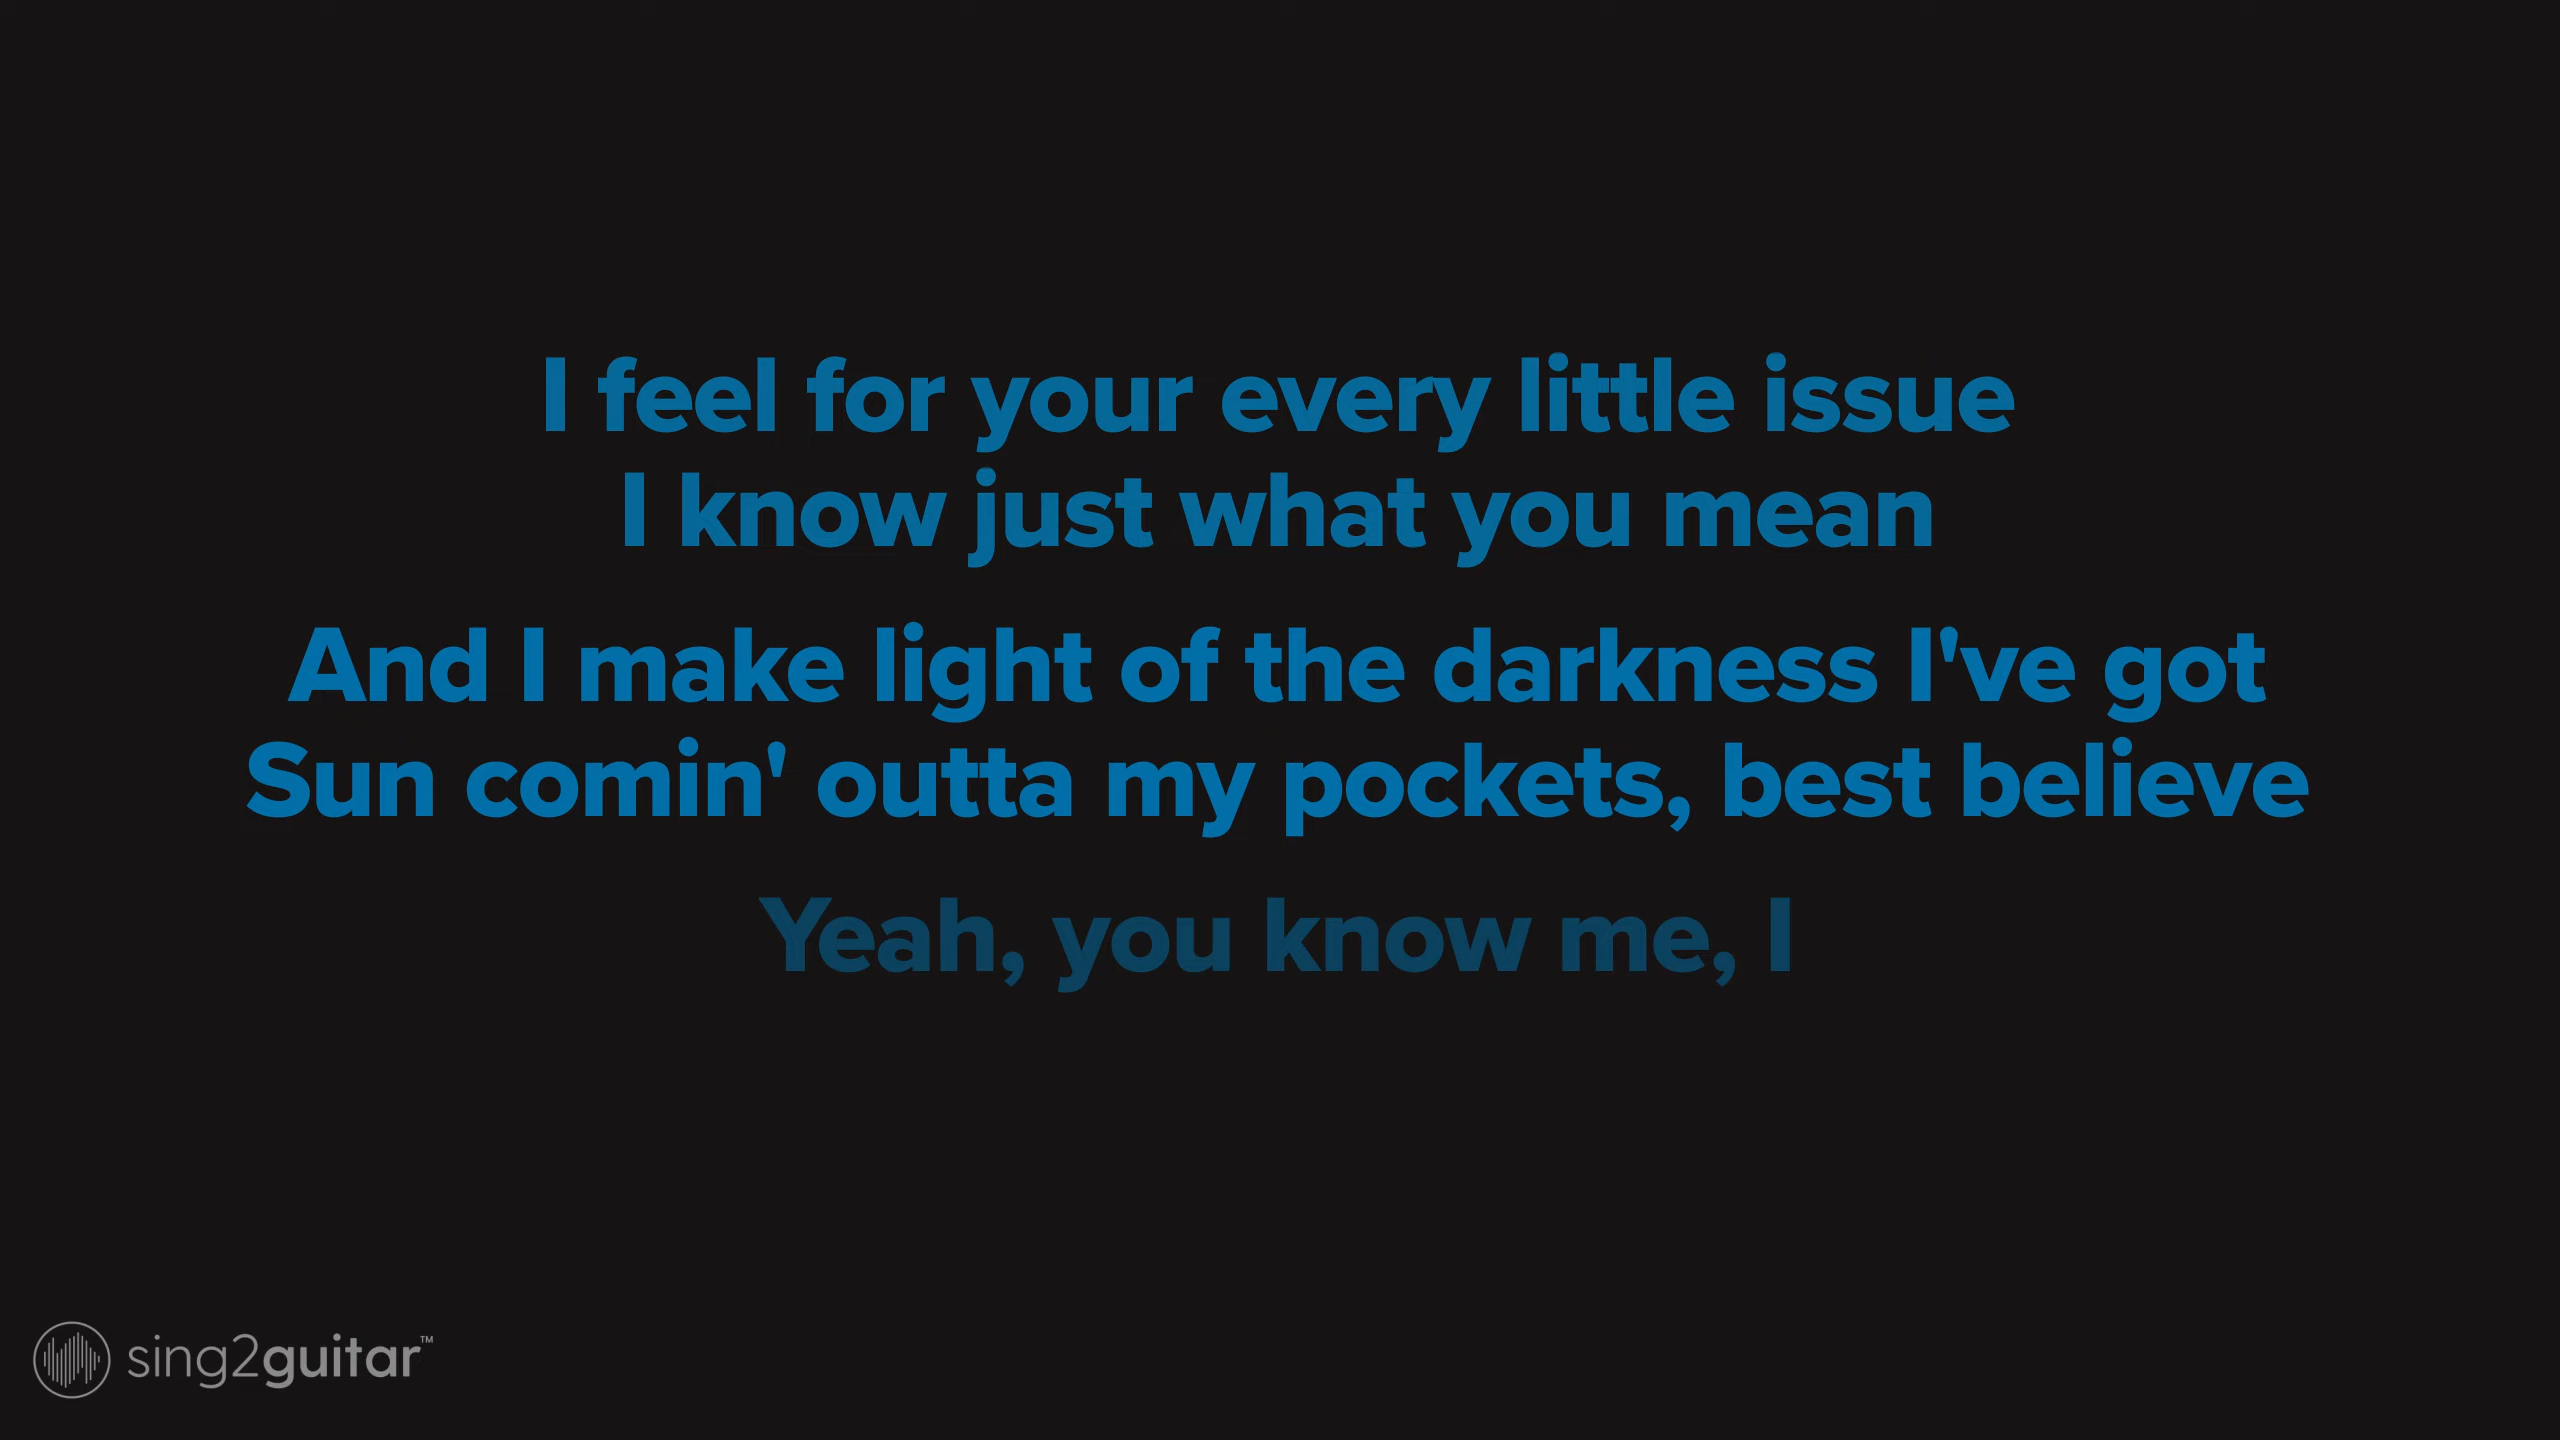 I feel for your every little issue
I know just what you mean
And I make light of the darkness I've got
Sun comin' outta my pockets, best believe
Yeah, you know me, I
sing2guitar™